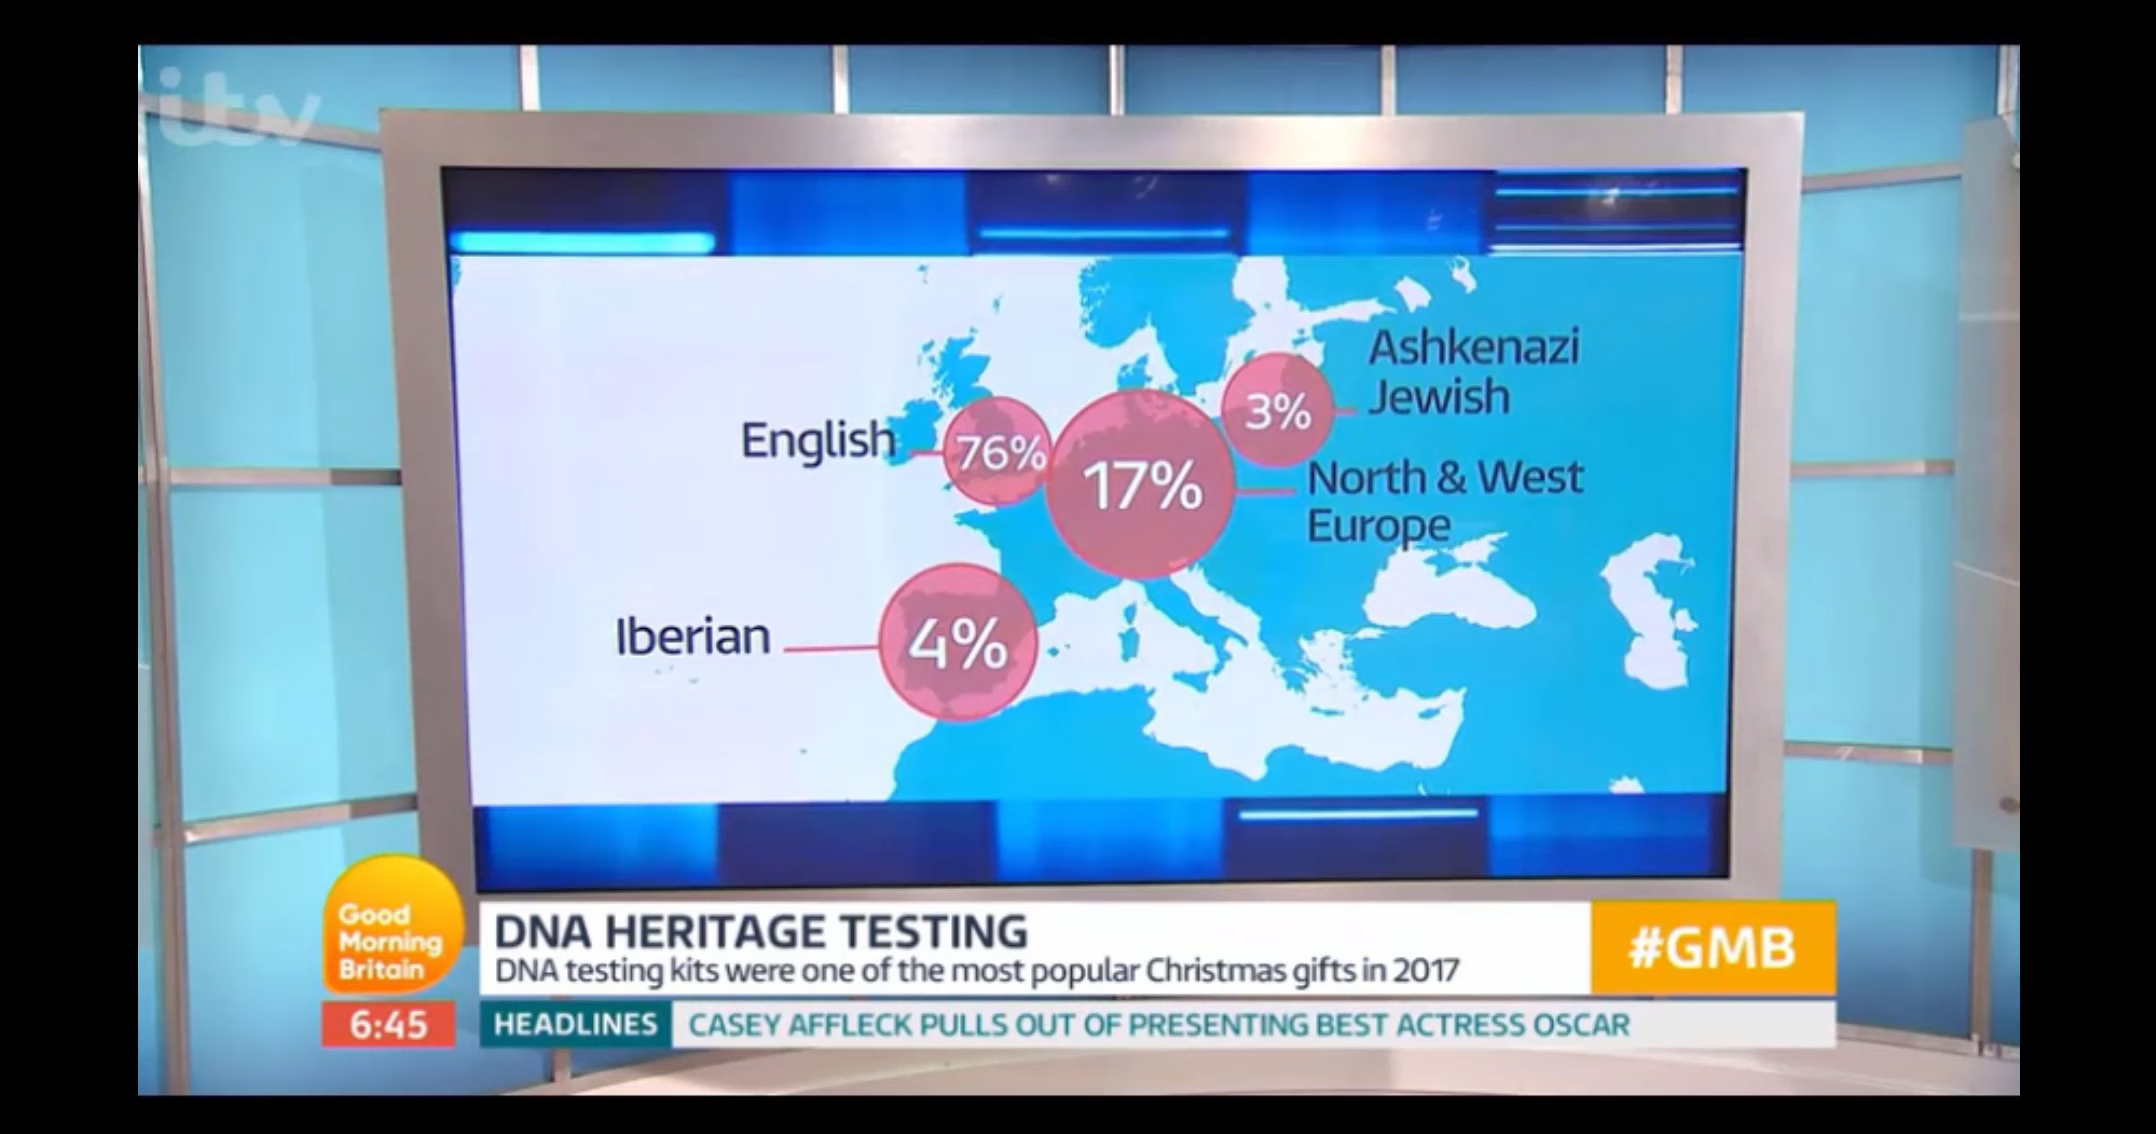 itv
Ashkenazi
Jewish
3%
English
76%
17%
North & West
Europe
Iberian
4%
Good
Morning
Britain
DNA HERITAGE TESTING
DNA testing kits were one of the most popular Christmas gifts in 2017
#GMB
6:45
HEADLINES
CASEY AFFLECK PULLS OUT OF PRESENTING BEST ACTRESS OSCAR